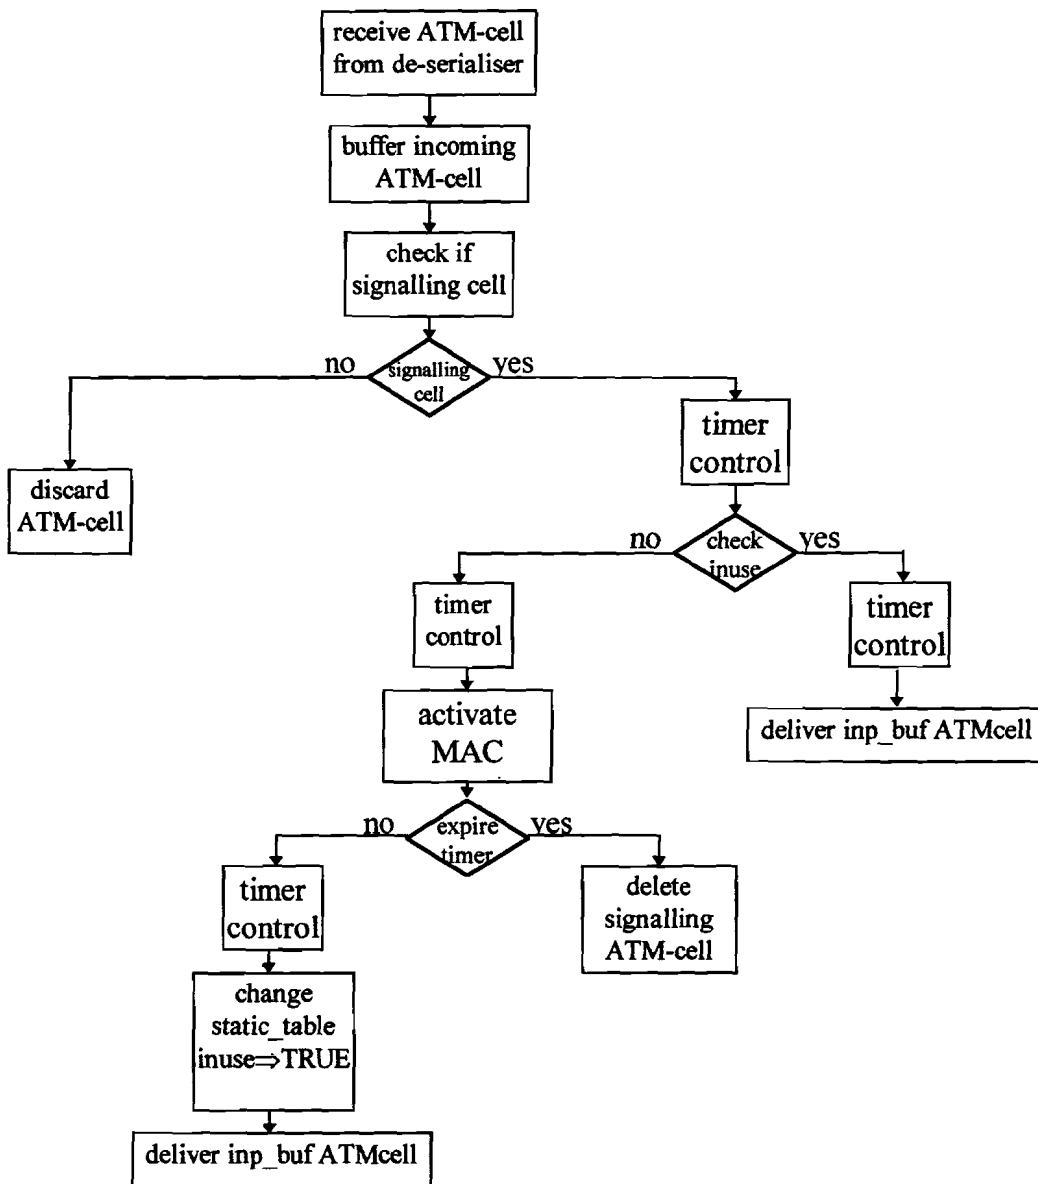 receive ATM-cell
from de-serialiser
buffer incoming
ATM-cell
check if
signalling cell
no
signalling
cell
yes
timer
control
discard
ATM-cell
no
check
inuse
yes
timer
control
timer
control
activate
MAC
deliver inp_buf ATMcell
no
expire
timer
yes
timer
control
delete
signalling
ATM-cell
change
static_table
inuse⇒TRUE
deliver inp_buf ATMcell